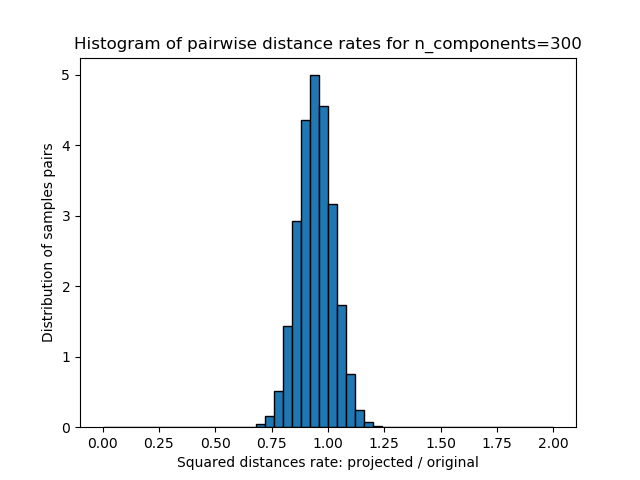 Histogram of pairwise distance rates for n_components=300
5
4
3
2
1
0
Distribution of samples pairs
0.00 0.25 0.50 0.75 1.00 1.25 1.50 1.75 2.00
Squared distances rate: projected / original